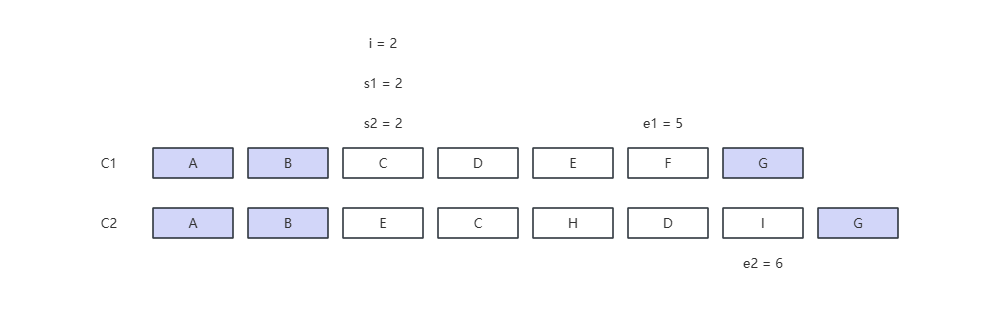 i = 2
s1 = 2
s2 = 2 e1 = 5
C1 A B C D E F G
C2 A B E C H D I G
e2 = 6